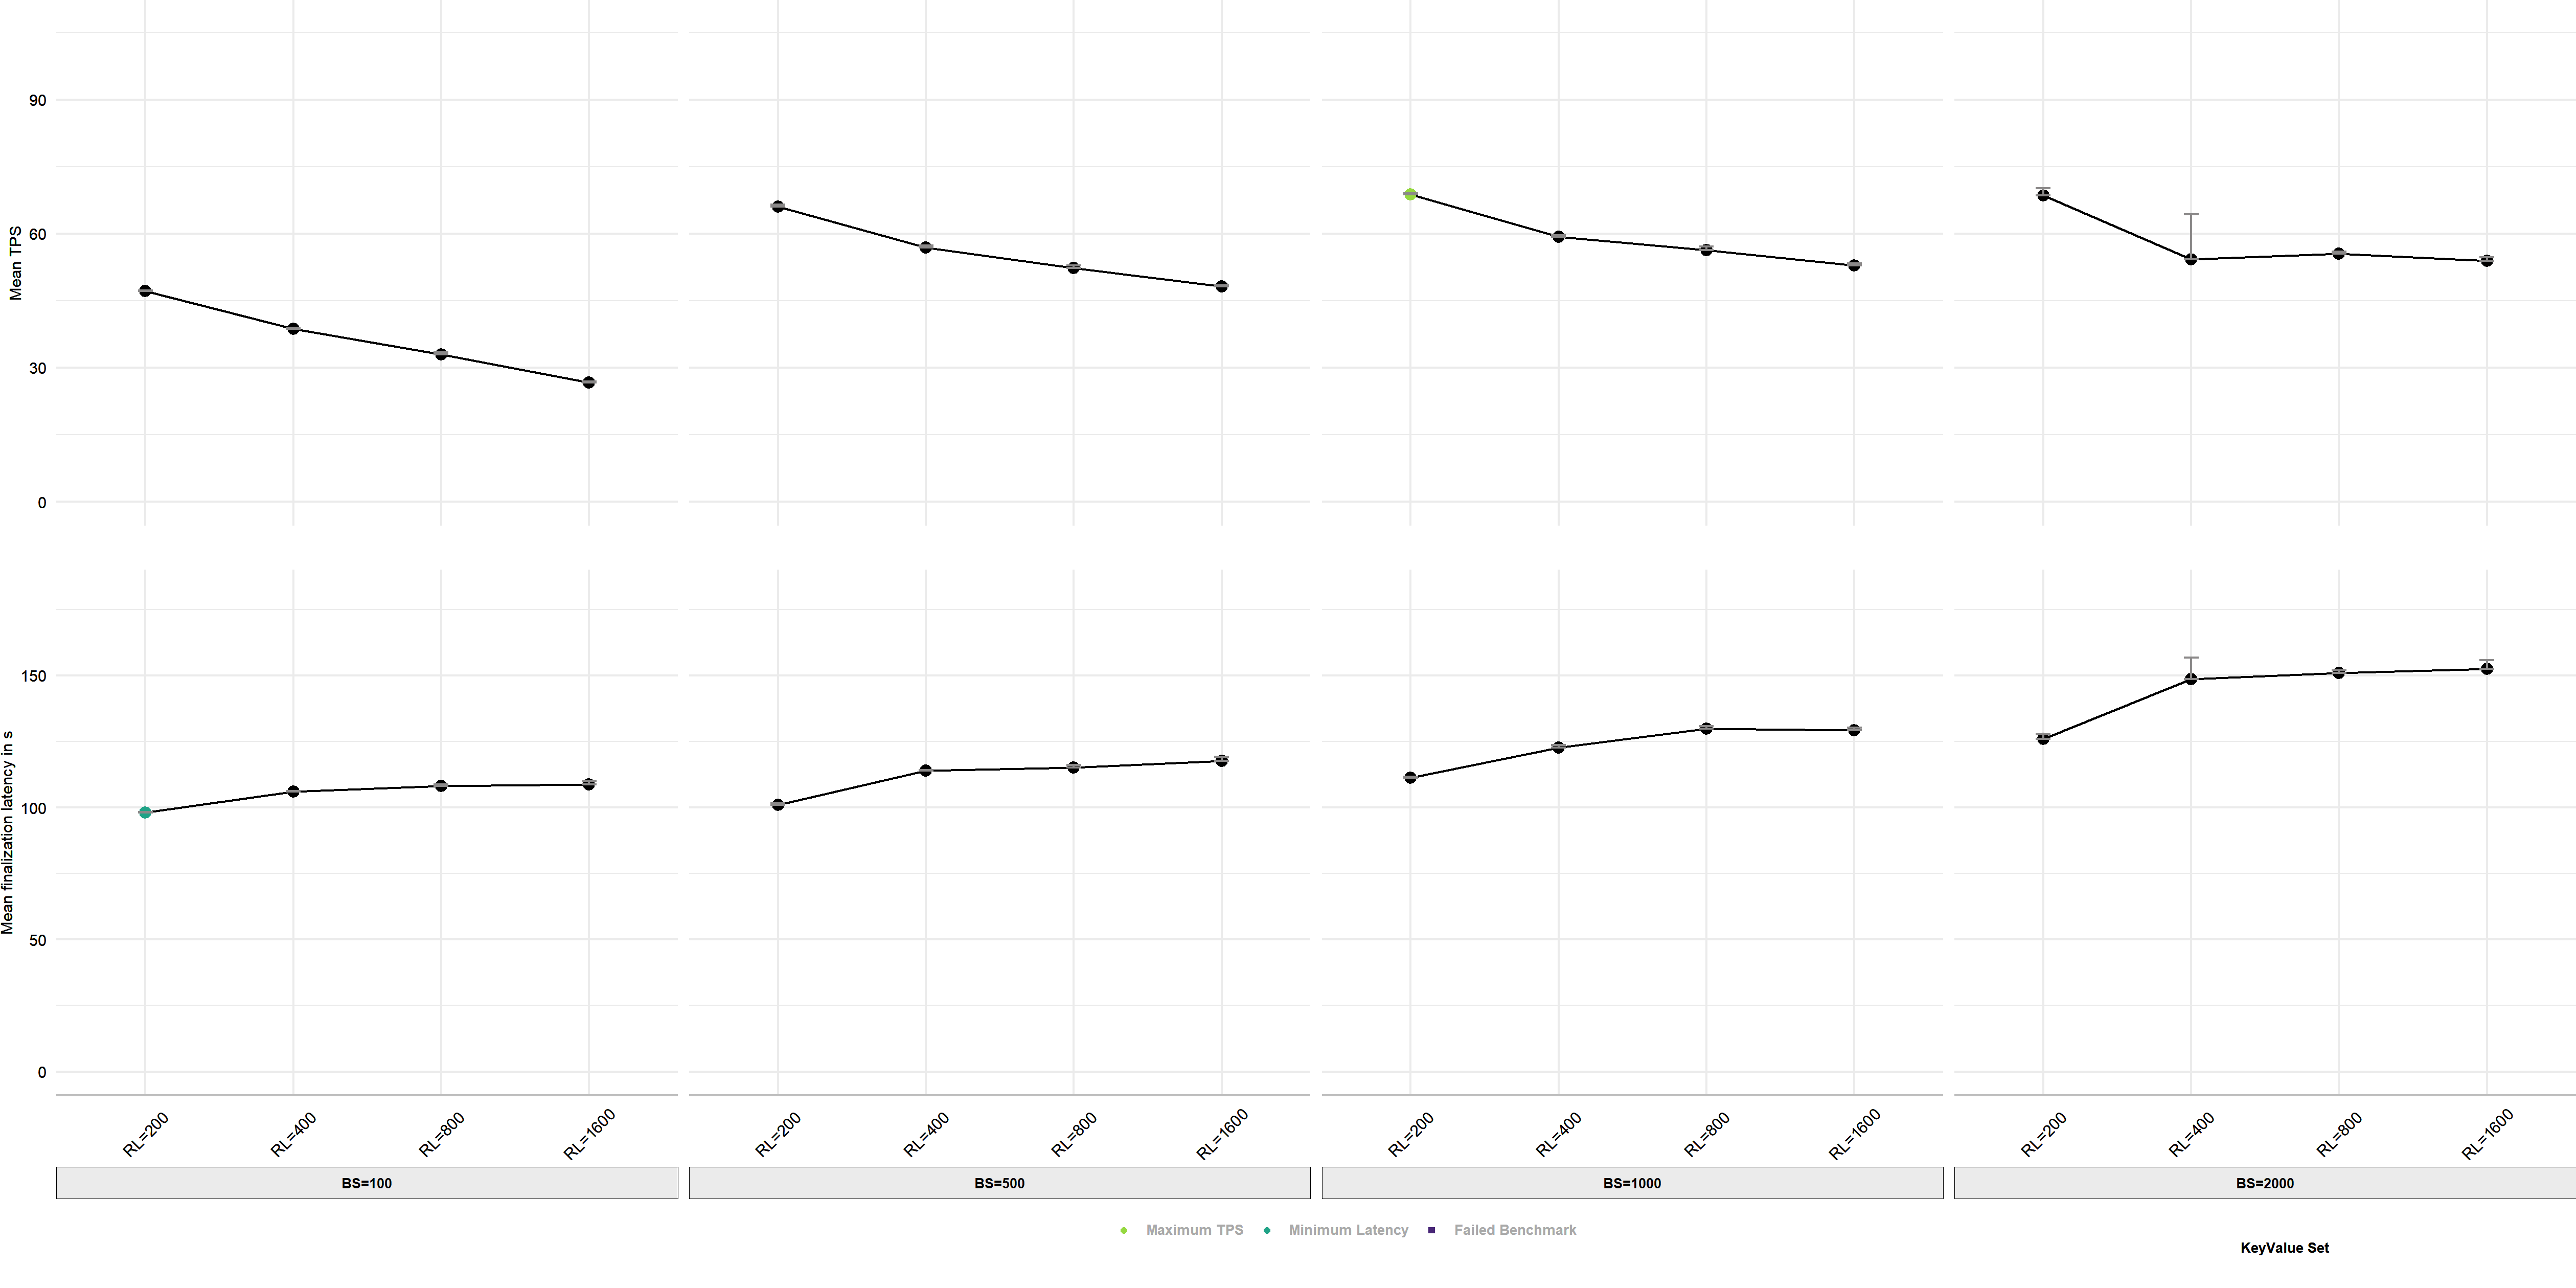 90
60
30
0
Mean TPS
150
100
50
0
Mean finalization latency in s
RL=200 RL=400 RL=800 RL=1600 RL=200 RL=400 RL=800 RL=1600 RL=200 RL=400 RL=800 RL=1600 RL=200 RL=400 RL=800 RL=1600
BS=100 BS=500 BS=1000 BS=2000
Maximum TPS Minimum Latency Failed Benchmark
KeyValue Set